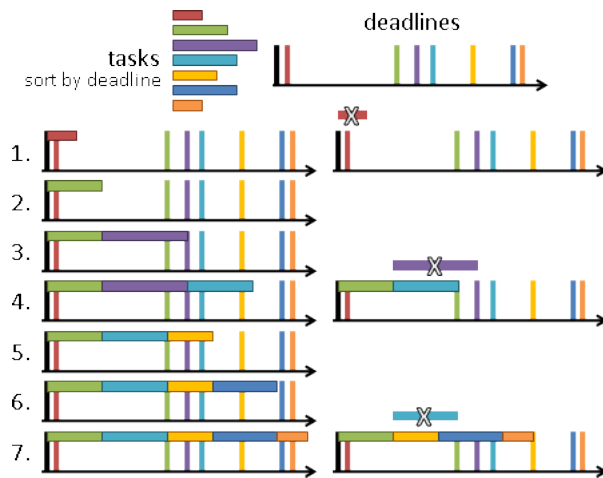 deadlines
tasks
sort by deadline
X
1.
2.
3.
X
4.
5.
6.
X
7.